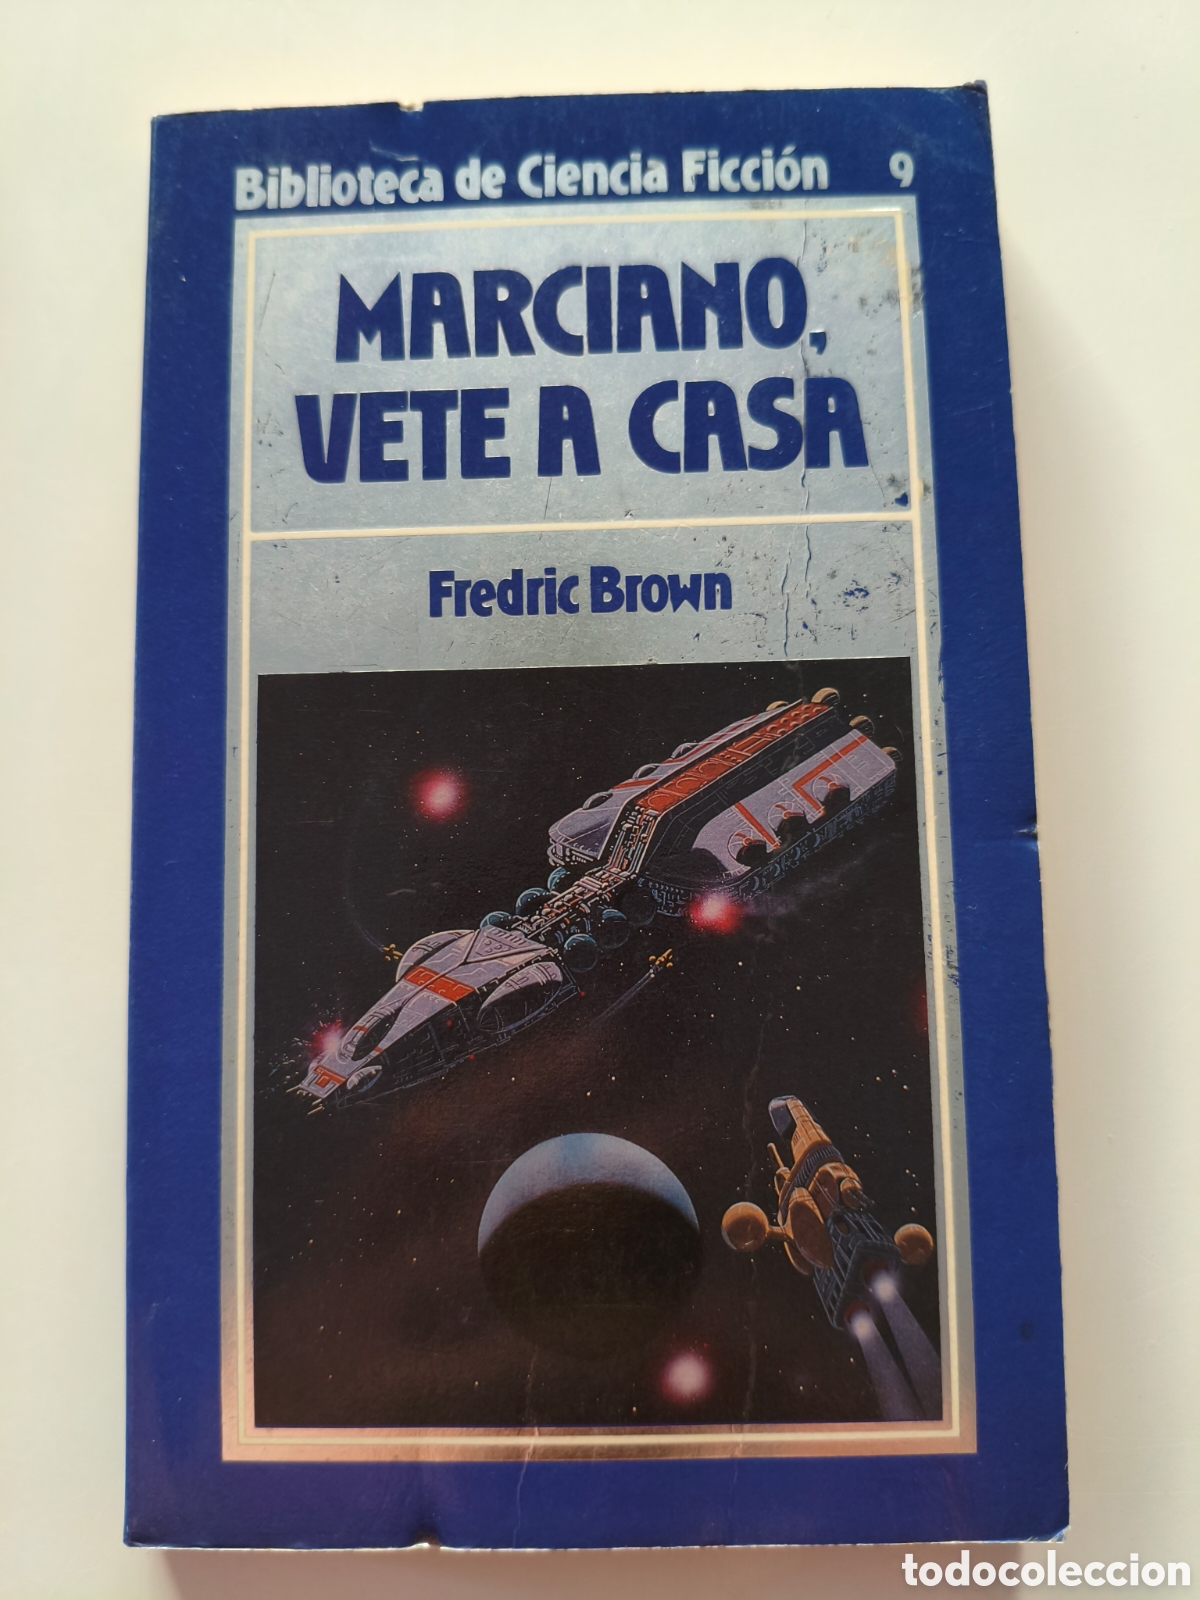 Biblioteca de Ciencia Ficción 9
MARCIANO,
VETE A CASA
Fredric Brown
todocoleccion